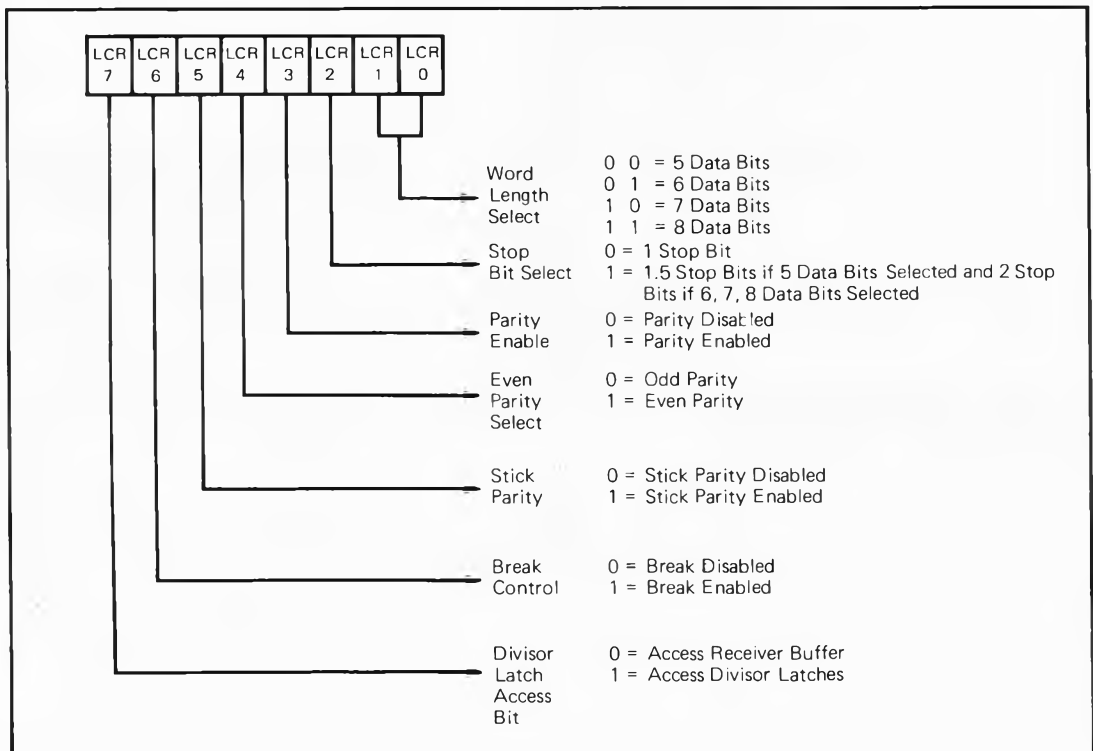 LCR LCR LCR LCR LCR LCR LCR LCR
7 6 5 4 3 2 1 0
Word
Length
Select
0 0 = 5 Data Bits
0 1 = 6 Data Bits
1 0 = 7 Data Bits
1 1 = 8 Data Bits
Stop
Bit Select
0 = 1 Stop Bit
1 = 1.5 Stop Bits if 5 Data Bits Selected and 2 Stop
Bits if 6, 7, 8 Data Bits Selected
Parity
Enable
0 = Parity Disabled
1 = Parity Enabled
Even
Parity
Select
0 = Odd Parity
1 = Even Parity
Stick
Parity
0 = Stick Parity Disabled
1 = Stick Parity Enabled
Break
Control
0 = Break Disabled
1 = Break Enabled
Divisor
Latch
Access
Bit
0 = Access Receiver Buffer
1 = Access Divisor Latches